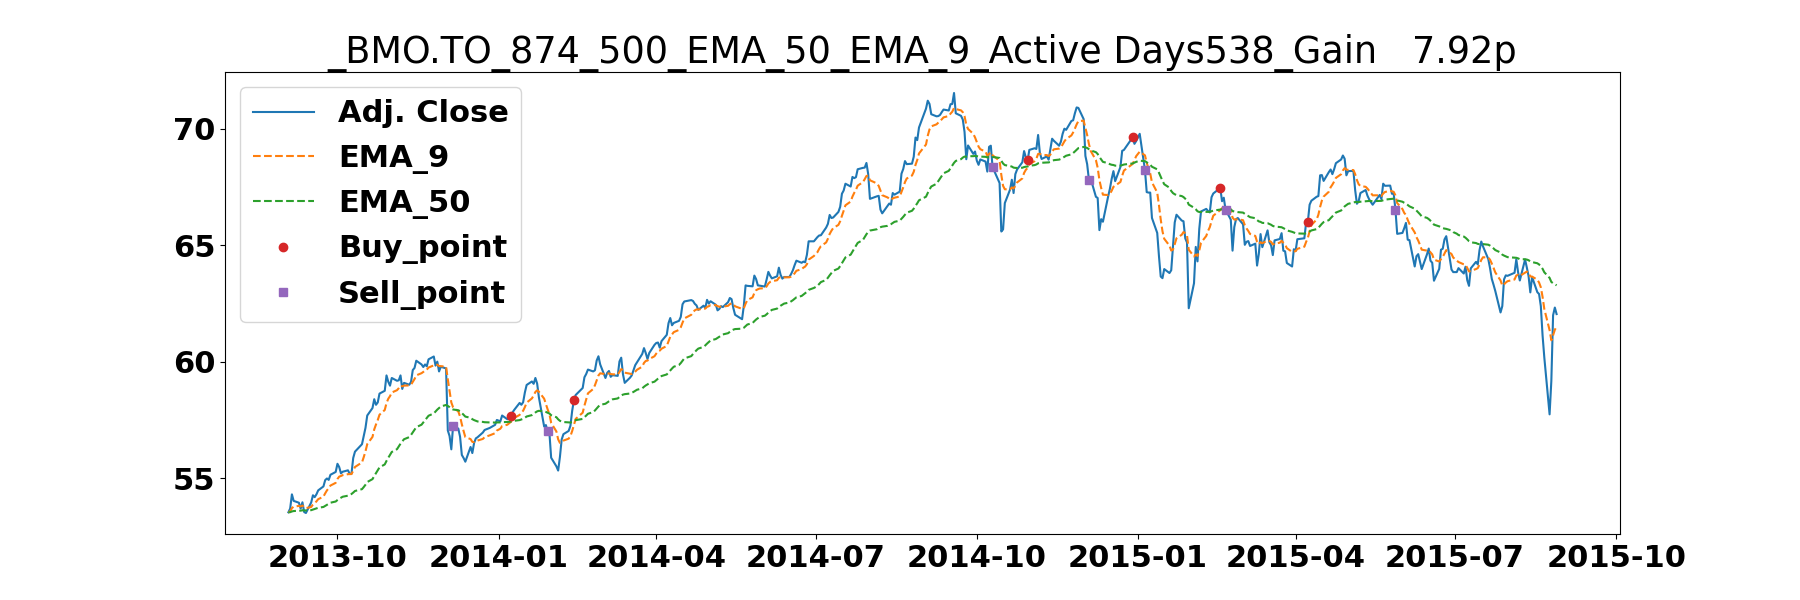 _BMO.TO_874_500_EMA_50_EMA_9_Active Days538_Gain   7.92p
Adj. Close
EMA_9
EMA_50
Buy_point
Sell_point
70
65
60
55
2013-10 2014-01 2014-04 2014-07 2014-10 2015-01 2015-04 2015-07 2015-10